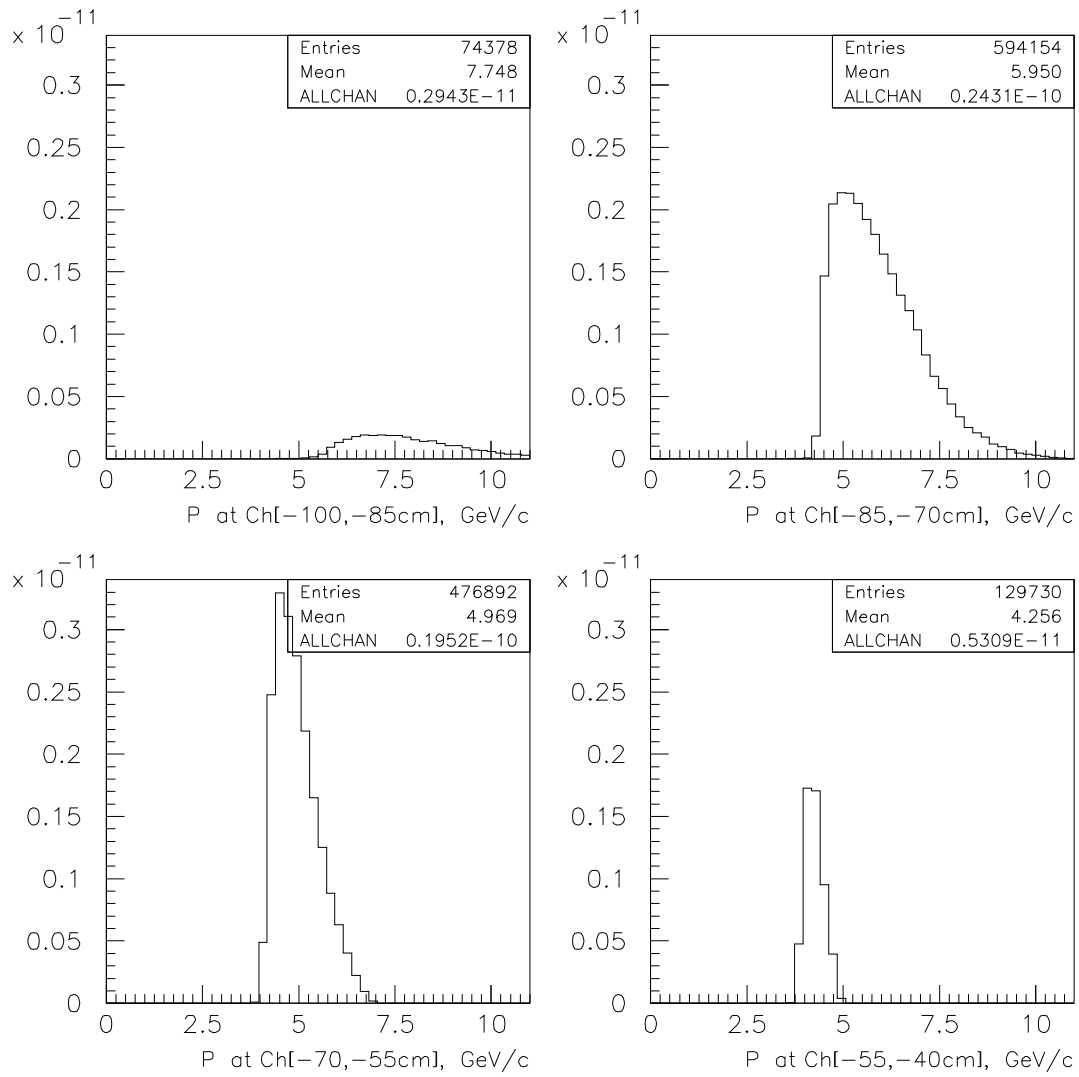 x 10^-11
Entries 74378
Mean 7.748
ALLCHAN 0.2943E-11
0.3
0.25
0.2
0.15
0.1
0.05
0
0 2.5 5 7.5 10
P at Ch[-100,-85cm], GeV/c
x 10^-11
Entries 594154
Mean 5.950
ALLCHAN 0.2431E-10
0.3
0.25
0.2
0.15
0.1
0.05
0
0 2.5 5 7.5 10
P at Ch[-85,-70cm], GeV/c
x 10^-11
Entries 476892
Mean 4.969
ALLCHAN 0.1952E-10
0.3
0.25
0.2
0.15
0.1
0.05
0
0 2.5 5 7.5 10
P at Ch[-70,-55cm], GeV/c
x 10^-11
Entries 129730
Mean 4.256
ALLCHAN 0.5309E-11
0.3
0.25
0.2
0.15
0.1
0.05
0
0 2.5 5 7.5 10
P at Ch[-55,-40cm], GeV/c